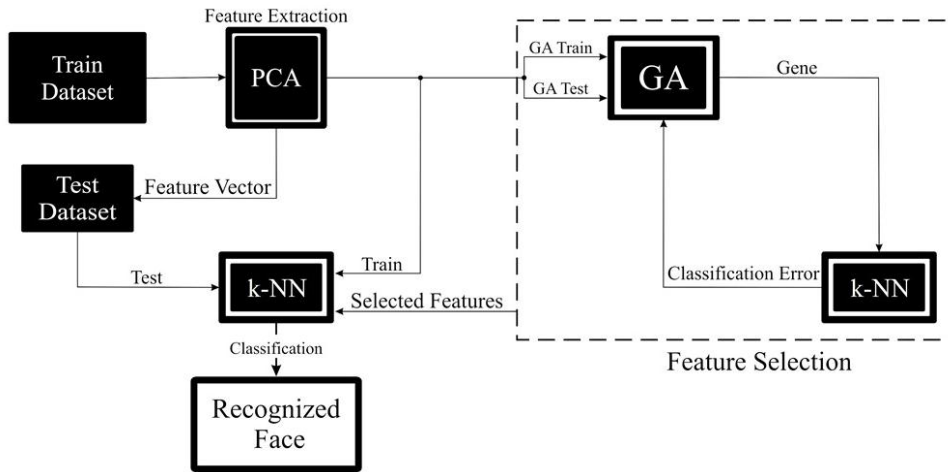 Feature Extraction
Train
Dataset
PCA
GA Train
GA Test
GA
Gene
Test
Dataset
Feature Vector
Test
k-NN
Train
Selected Features
Classification Error
k-NN
Classification
Feature Selection
Recognized
Face